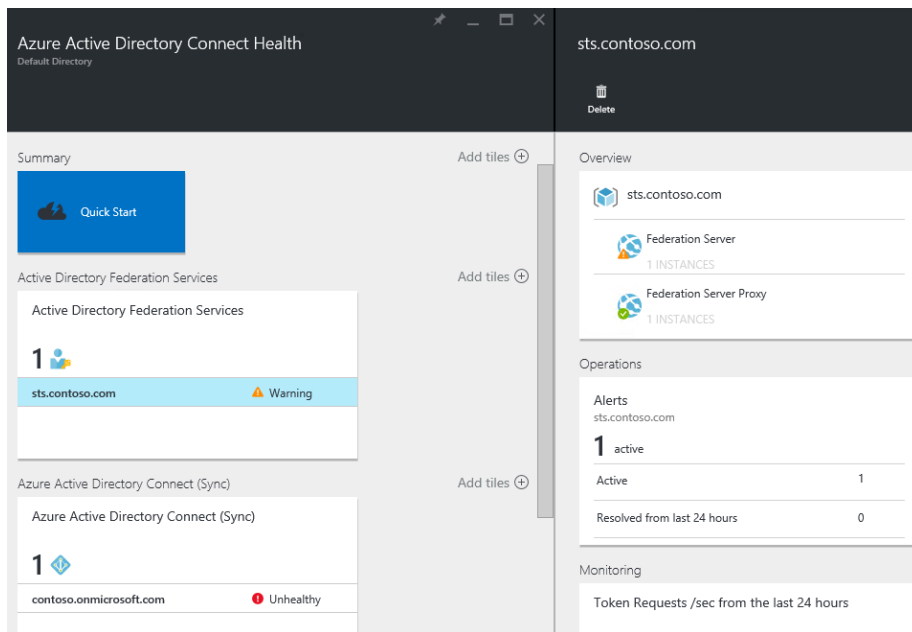 Azure Active Directory Connect Health
Default Directory
Summary
Add tiles
Quick Start
Active Directory Federation Services
Add tiles
Active Directory Federation Services
1
sts.contoso.com Warning
Azure Active Directory Connect (Sync)
Add tiles
Azure Active Directory Connect (Sync)
1
contoso.onmicrosoft.com Unhealthy
sts.contoso.com
Delete
Overview
sts.contoso.com
Federation Server
1 INSTANCES
Federation Server Proxy
1 INSTANCES
Operations
Alerts
sts.contoso.com
1 active
Active 1
Resolved from last 24 hours 0
Monitoring
Token Requests /sec from the last 24 hours